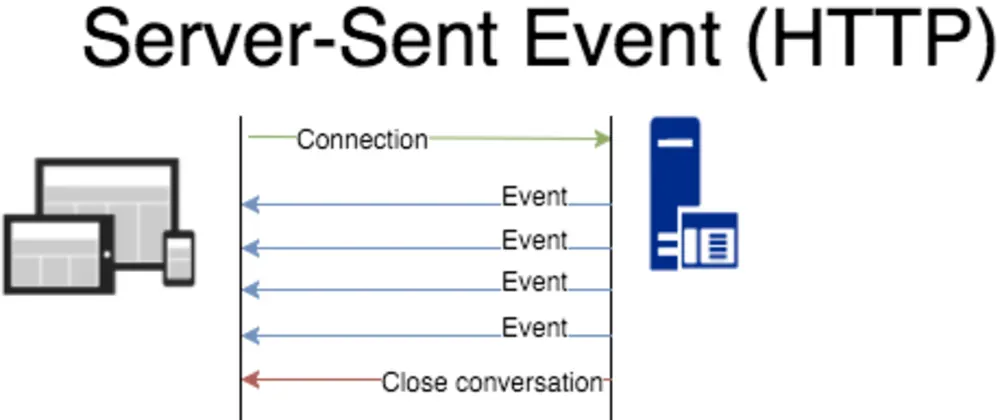 Server-Sent Event (HTTP)
Connection
Event
Event
Event
Event
Close conversation